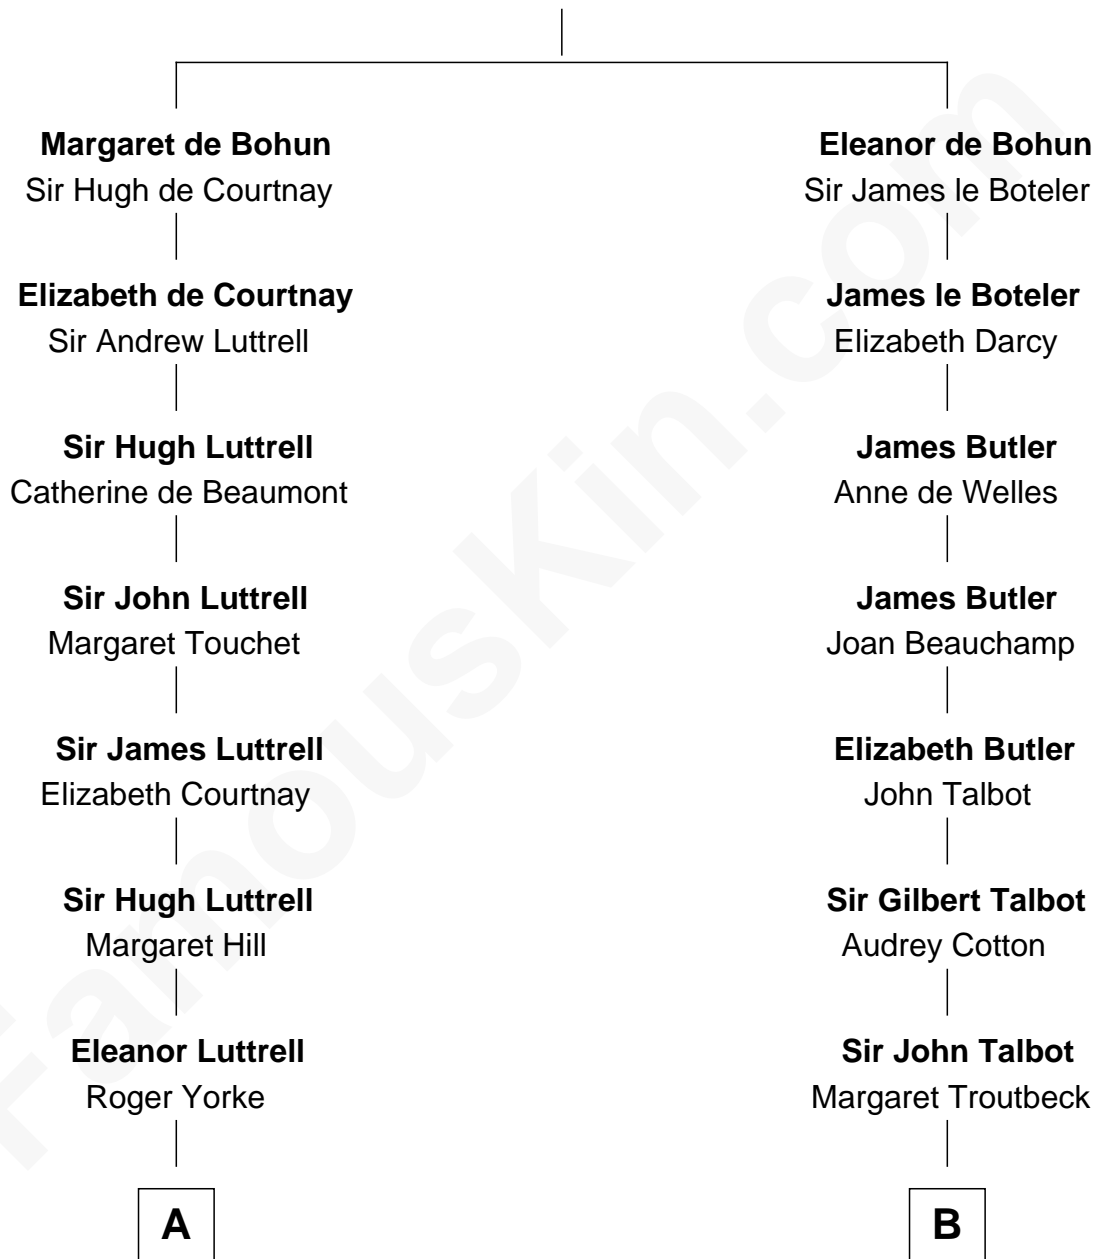 Margaret de Bohun
Sir Hugh de Courtnay
Elizabeth de Courtnay
Sir Andrew Luttrell
Sir Hugh Luttrell
Catherine de Beaumont
Sir John Luttrell
Margaret Touchet
Sir James Luttrell
Elizabeth Courtnay
Sir Hugh Luttrell
Margaret Hill
Eleanor Luttrell
Roger Yorke
A
Eleanor de Bohun
Sir James le Boteler
James le Boteler
Elizabeth Darcy
James Butler
Anne de Welles
James Butler
Joan Beauchamp
Elizabeth Butler
John Talbot
Sir Gilbert Talbot
Audrey Cotton
Sir John Talbot
Margaret Troutbeck
B
FamousKin.com